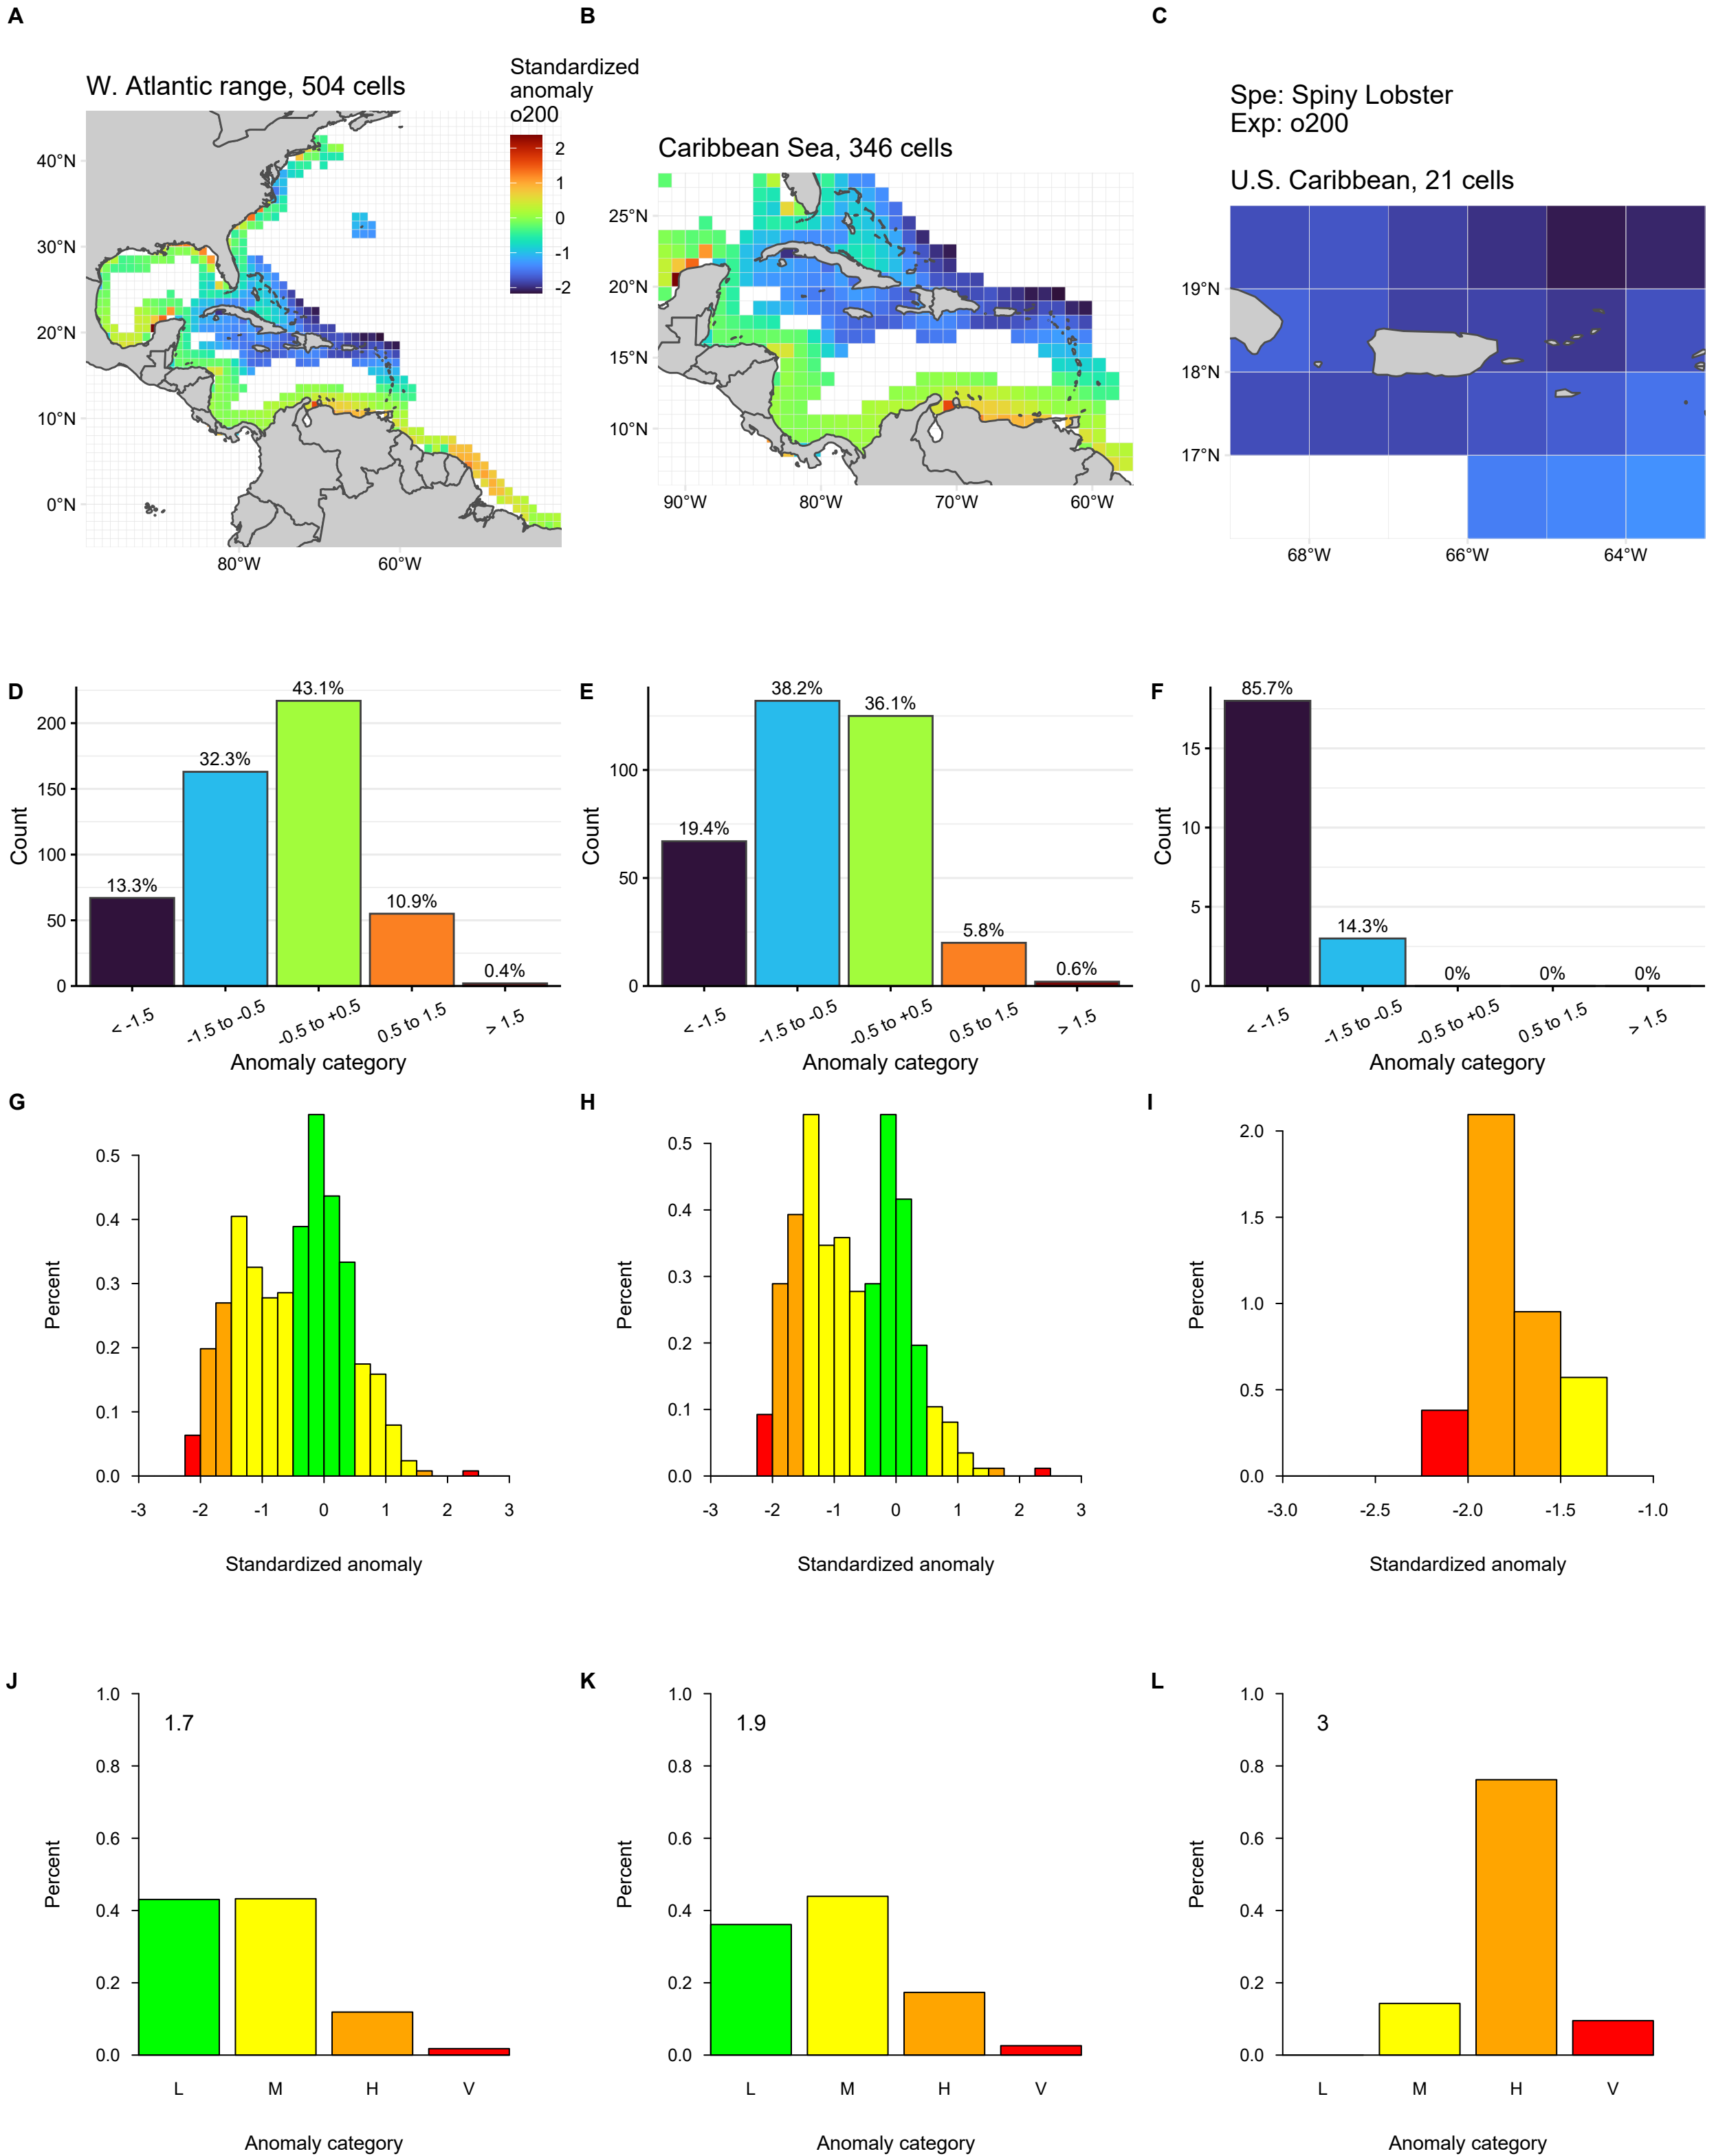 A
B
C
W. Atlantic range, 504 cells
Standardized
anomaly
o200
2
1
0
-1
-2
40°N
30°N
20°N
10°N
0°N
80°W
60°W
Caribbean Sea, 346 cells
25°N
20°N
15°N
10°N
90°W
80°W
70°W
60°W
Spe: Spiny Lobster
Exp: o200
U.S. Caribbean, 21 cells
19°N
18°N
17°N
68°W
66°W
64°W
D
Count
200
150
100
50
0
13.3%
32.3%
43.1%
10.9%
0.4%
< -1.5
-1.5 to -0.5
-0.5 to +0.5
0.5 to 1.5
> 1.5
Anomaly category
E
Count
100
50
0
19.4%
38.2%
36.1%
5.8%
0.6%
< -1.5
-1.5 to -0.5
-0.5 to +0.5
0.5 to 1.5
> 1.5
Anomaly category
F
Count
15
10
5
0
85.7%
14.3%
0%
0%
0%
< -1.5
-1.5 to -0.5
-0.5 to +0.5
0.5 to 1.5
> 1.5
Anomaly category
G
Percent
0.5
0.4
0.3
0.2
0.1
0.0
-3
-2
-1
0
1
2
3
Standardized anomaly
H
Percent
0.5
0.4
0.3
0.2
0.1
0.0
-3
-2
-1
0
1
2
3
Standardized anomaly
I
Percent
2.0
1.5
1.0
0.5
0.0
-3.0
-2.5
-2.0
-1.5
-1.0
Standardized anomaly
J
1.7
Percent
1.0
0.8
0.6
0.4
0.2
0.0
L
M
H
V
Anomaly category
K
1.9
Percent
1.0
0.8
0.6
0.4
0.2
0.0
L
M
H
V
Anomaly category
L
3
Percent
1.0
0.8
0.6
0.4
0.2
0.0
L
M
H
V
Anomaly category